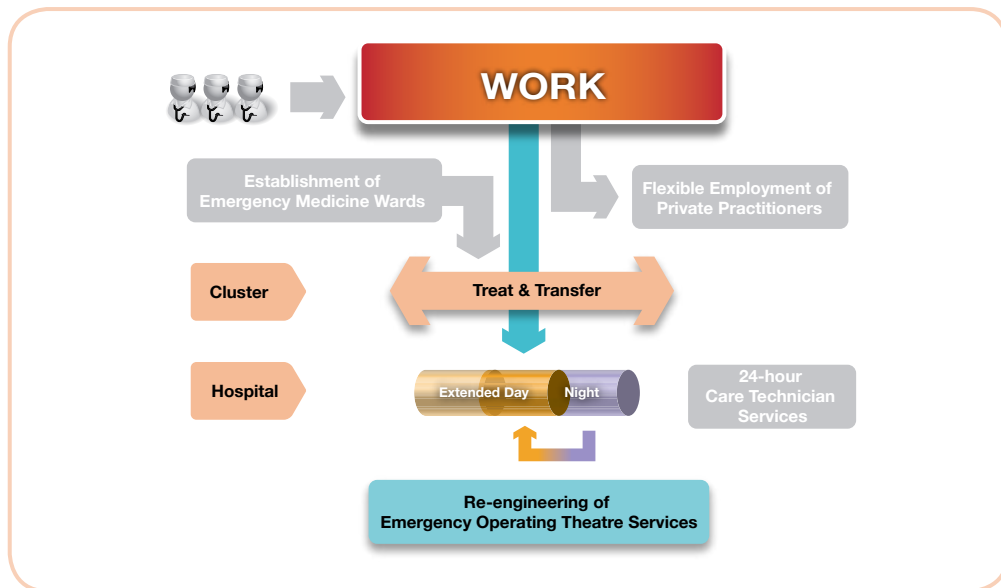 WORK
Establishment of
Emergency Medicine Wards
Flexible Employment of
Private Practitioners
Cluster
Treat & Transfer
Hospital
Extended Day
Night
24-hour
Care Technician
Services
Re-engineering of
Emergency Operating Theatre Services